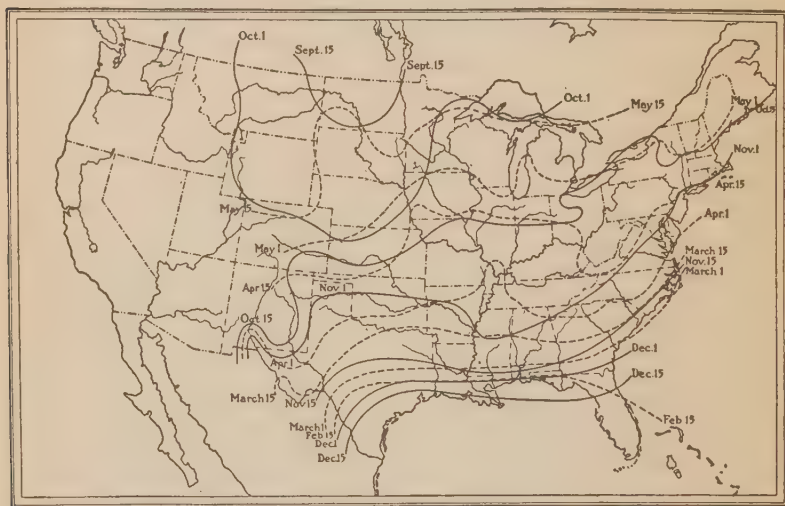 Oct.1
Sept.15
Sept.15
Oct.1
May 15
May 1
Nov.1
Apr.15
Apr.1
March 15
Nov.15
March 1
May 15
May 1
Apr.15
Nov 1
Oct 15
Apr.1
March 15
Nov 15
March 1
Feb 15
Dec.1
Dec.15
Dec.1
Dec.15
Feb 15